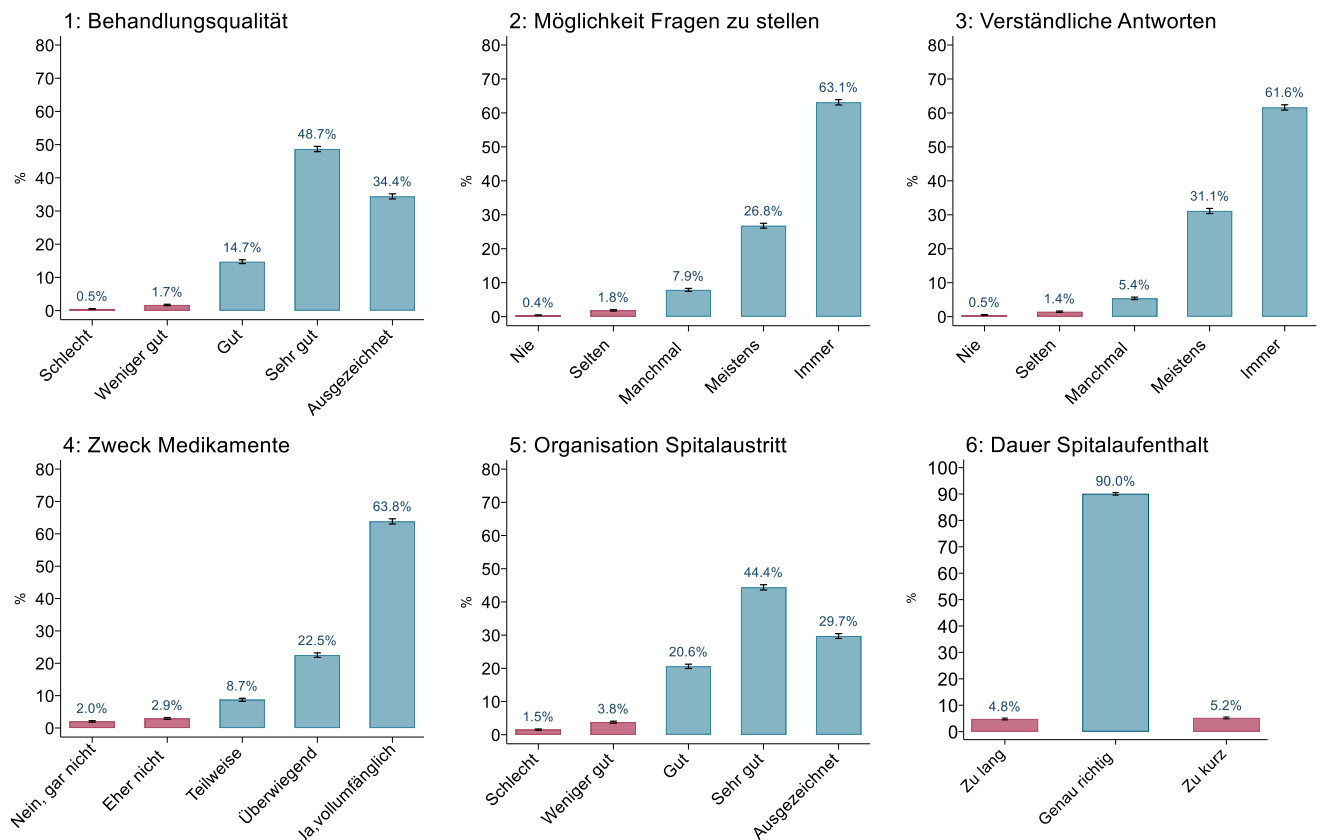 1: Behandlungsqualität
80
70
60
50
40
30
20
10
0
%
0.5%
1.7%
14.7%
48.7%
34.4%
Schlecht
Weniger gut
Gut
Sehr gut
Ausgezeichnet
2: Möglichkeit Fragen zu stellen
80
70
60
50
40
30
20
10
0
%
0.4%
1.8%
7.9%
26.8%
63.1%
Nie
Selten
Manchmal
Meistens
Immer
3: Verständliche Antworten
80
70
60
50
40
30
20
10
0
%
0.5%
1.4%
5.4%
31.1%
61.6%
Nie
Selten
Manchmal
Meistens
Immer
4: Zweck Medikamente
80
70
60
50
40
30
20
10
0
%
2.0%
2.9%
8.7%
22.5%
63.8%
Nein, gar nicht
Eher nicht
Teilweise
Überwiegend
Ja,vollumfänglich
5: Organisation Spitalaustritt
80
70
60
50
40
30
20
10
0
%
1.5%
3.8%
20.6%
44.4%
29.7%
Schlecht
Weniger gut
Gut
Sehr gut
Ausgezeichnet
6: Dauer Spitalaufenthalt
100
90
80
70
60
50
40
30
20
10
0
%
4.8%
90.0%
5.2%
Zu lang
Genau richtig
Zu kurz